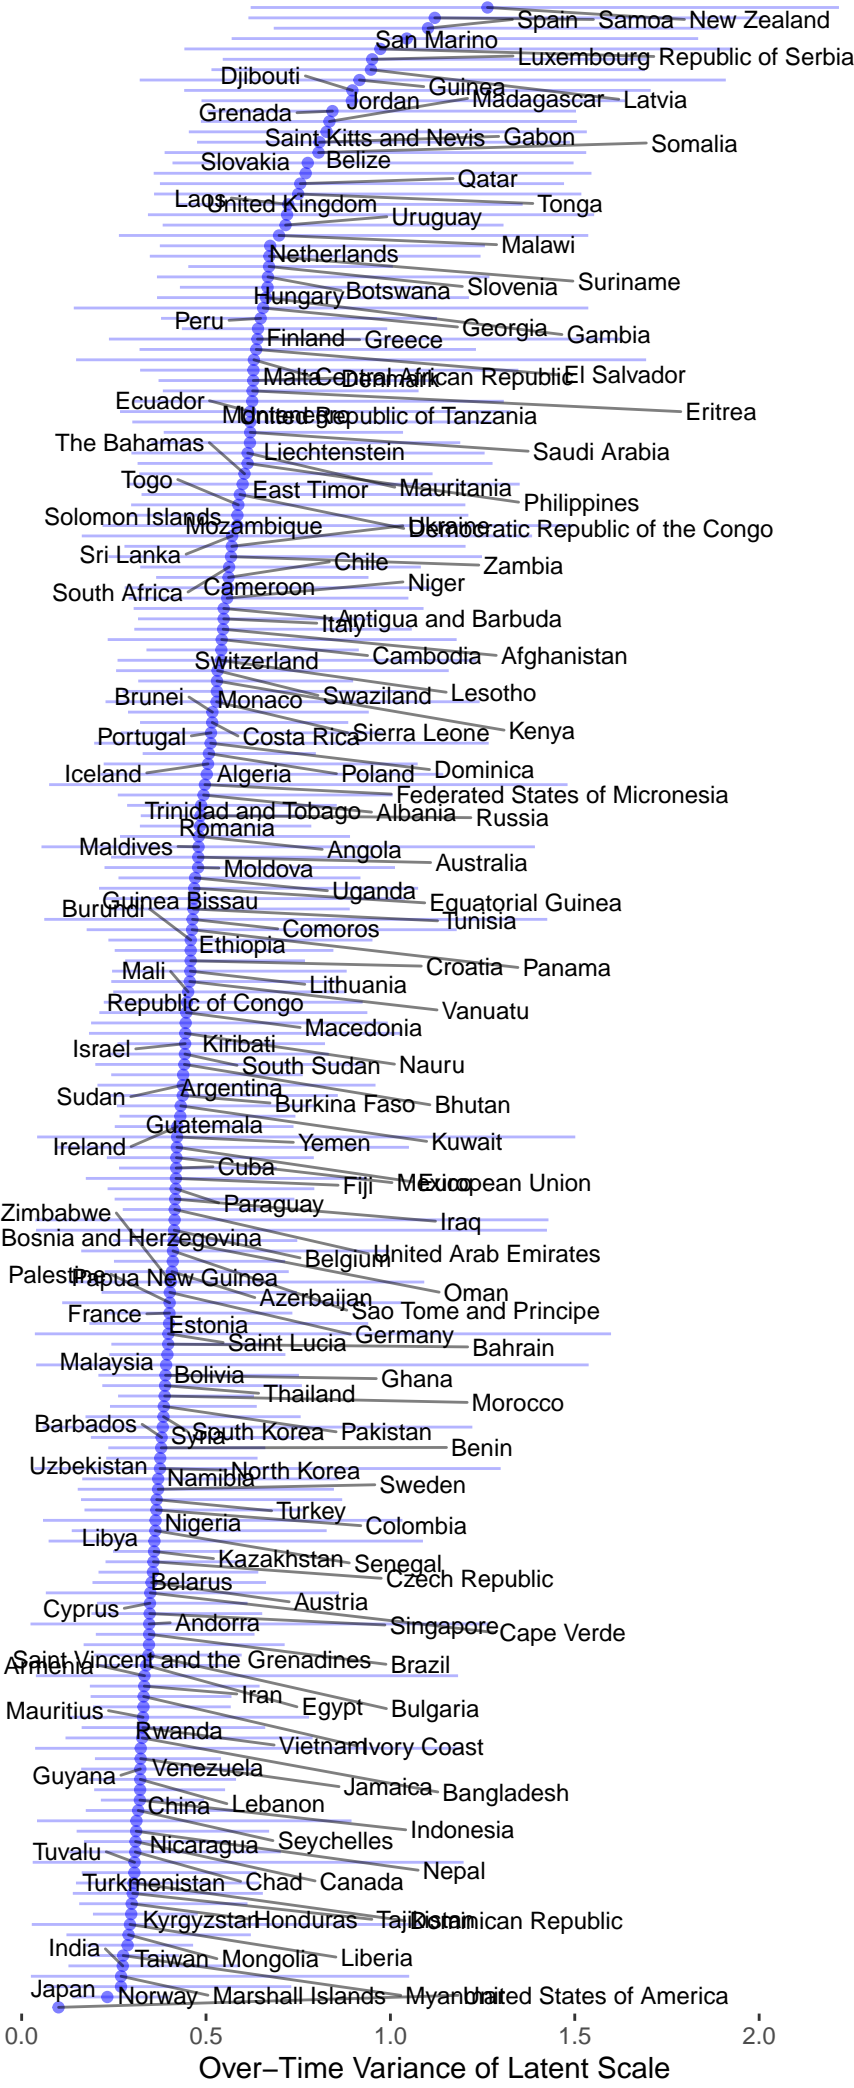 Spain Samoa New Zealand
San Marino
Luxembourg Republic of Serbia
Djibouti
Guinea
Jordan Madagascar Latvia
Grenada
Saint Kitts and Nevis Gabon
Somalia
Slovakia Belize
Qatar
Laos United Kingdom Tonga
Uruguay
Malawi
Netherlands
Suriname
Hungary Botswana Slovenia
Peru Georgia Gambia
Finland Greece
Malta Central African Republic Denmark El Salvador
Ecuador
Montenegro United Republic of Tanzania Eritrea
The Bahamas Liechtenstein Saudi Arabia
Togo East Timor Mauritania
Philippines
Solomon Islands
Mozambique Ukraine Democratic Republic of the Congo
Sri Lanka
Chile Zambia
South Africa Cameroon Niger
Italy Antigua and Barbuda
Switzerland Cambodia Afghanistan
Brunei Monaco Swaziland Lesotho
Portugal Costa Rica Sierra Leone Kenya
Iceland Algeria Poland Dominica
Federated States of Micronesia
Trinidad and Tobago Albania Russia
Romania
Maldives Angola
Moldova Australia
Uganda
Burundi Guinea Bissau Equatorial Guinea
Comoros Tunisia
Ethiopia
Mali Croatia Panama
Lithuania
Republic of Congo Vanuatu
Macedonia
Israel Kiribati
South Sudan Nauru
Sudan Argentina
Burkina Faso Bhutan
Guatemala
Ireland Yemen Kuwait
Cuba
Fiji Mexico European Union
Zimbabwe Paraguay
Iraq
Bosnia and Herzegovina
Belgium United Arab Emirates
Palestine Papua New Guinea
Azerbaijan Oman
France Sao Tome and Principe
Estonia
Saint Lucia Germany
Bahrain
Malaysia
Bolivia Ghana
Thailand
Morocco
Barbados Syria South Korea Pakistan
Benin
Uzbekistan North Korea
Namibia Sweden
Turkey
Nigeria Colombia
Libya
Kazakhstan Senegal
Belarus Czech Republic
Cyprus Austria
Andorra Singapore Cape Verde
Armenia Saint Vincent and the Grenadines Brazil
Iran
Mauritius Egypt Bulgaria
Rwanda
Vietnam Ivory Coast
Guyana Venezuela
Jamaica Bangladesh
China Lebanon
Indonesia
Tuvalu Nicaragua Seychelles
Nepal
Turkmenistan Chad Canada
Kyrgyzstan Honduras Tajikistan Dominican Republic
India Taiwan Mongolia Liberia
Japan Norway Marshall Islands Myanmar United States of America
0.0 0.5 1.0 1.5 2.0
Over−Time Variance of Latent Scale